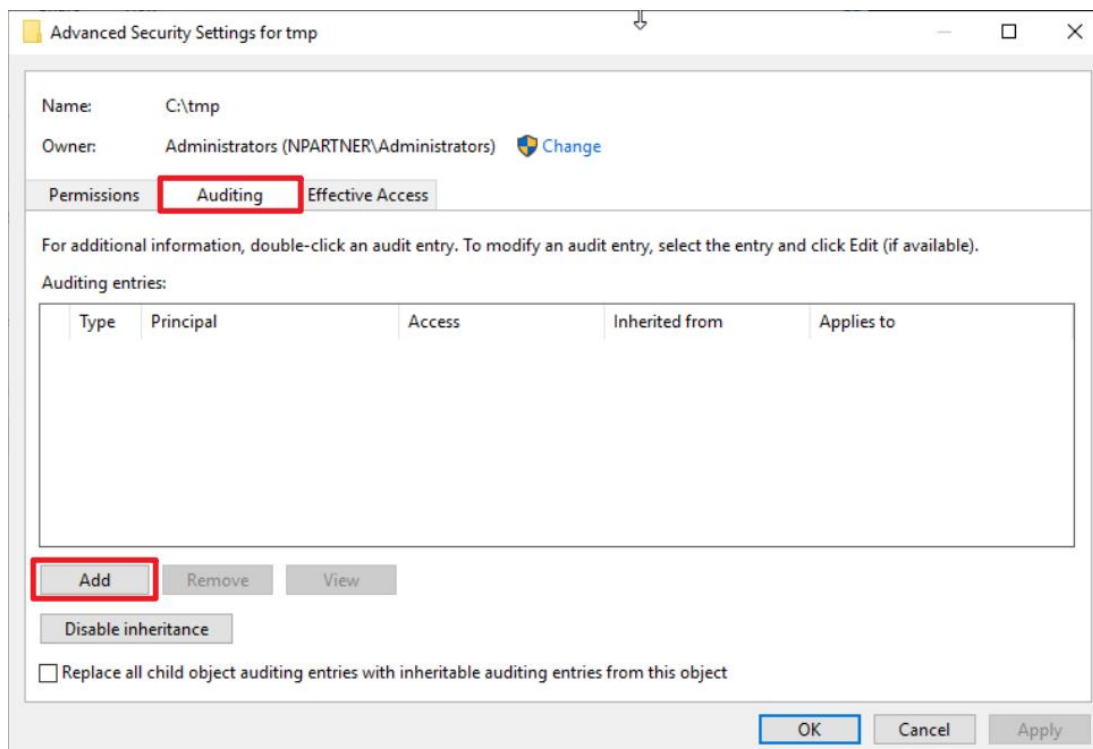 Advanced Security Settings for tmp
Name: C:\tmp
Owner: Administrators (NPARTNER\Administrators) Change
Permissions Auditing Effective Access
For additional information, double-click an audit entry. To modify an audit entry, select the entry and click Edit (if available).
Auditing entries:
Type Principal Access Inherited from Applies to
Add Remove View
Disable inheritance
Replace all child object auditing entries with inheritable auditing entries from this object
OK Cancel Apply